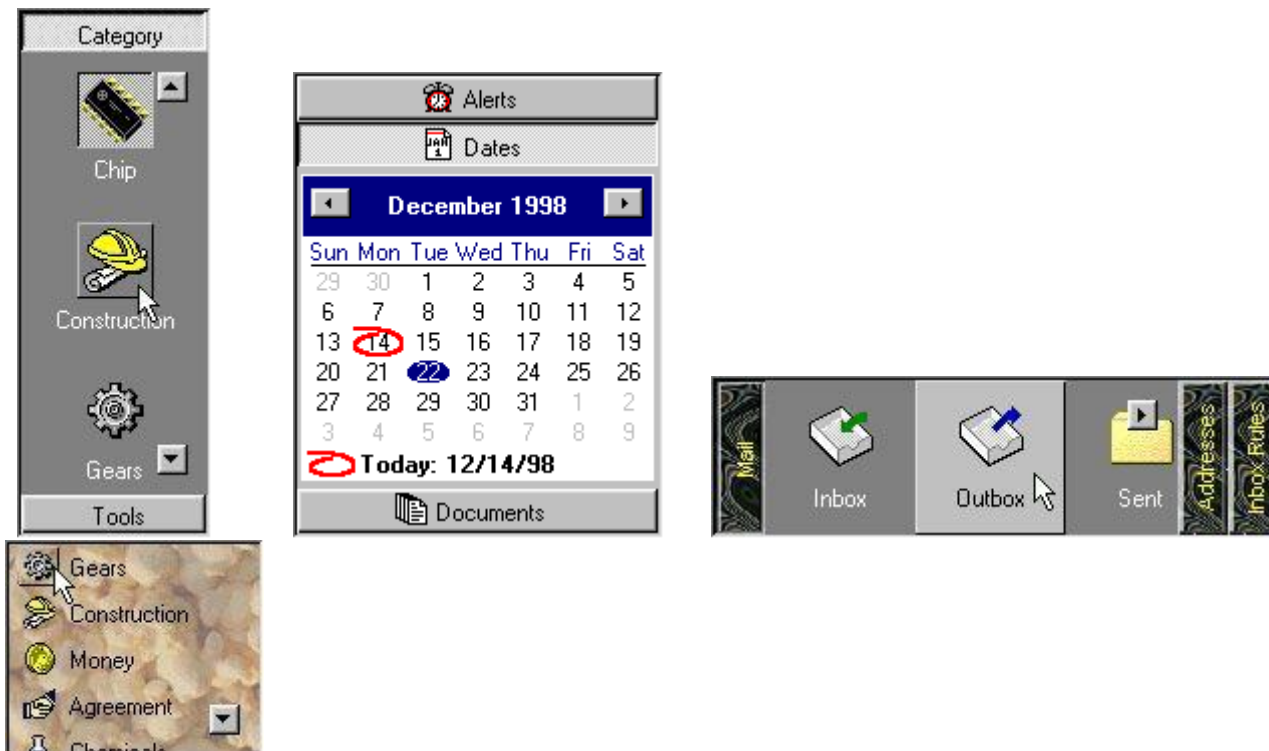 Category
Chip
Construction
Gears
Tools
Alerts
JAN 1
Dates
December 1998
Sun Mon Tue Wed Thu Fri Sat
29 30 1 2 3 4 5
6 7 8 9 10 11 12
13 14 15 16 17 18 19
20 21 22 23 24 25 26
27 28 29 30 31 1 2
3 4 5 6 7 8 9
Today: 12/14/98
Documents
Mail
Inbox
Outbox
Sent
Addresses
Inbox Rules
Gears
Construction
Money
Agreement
Chemicals